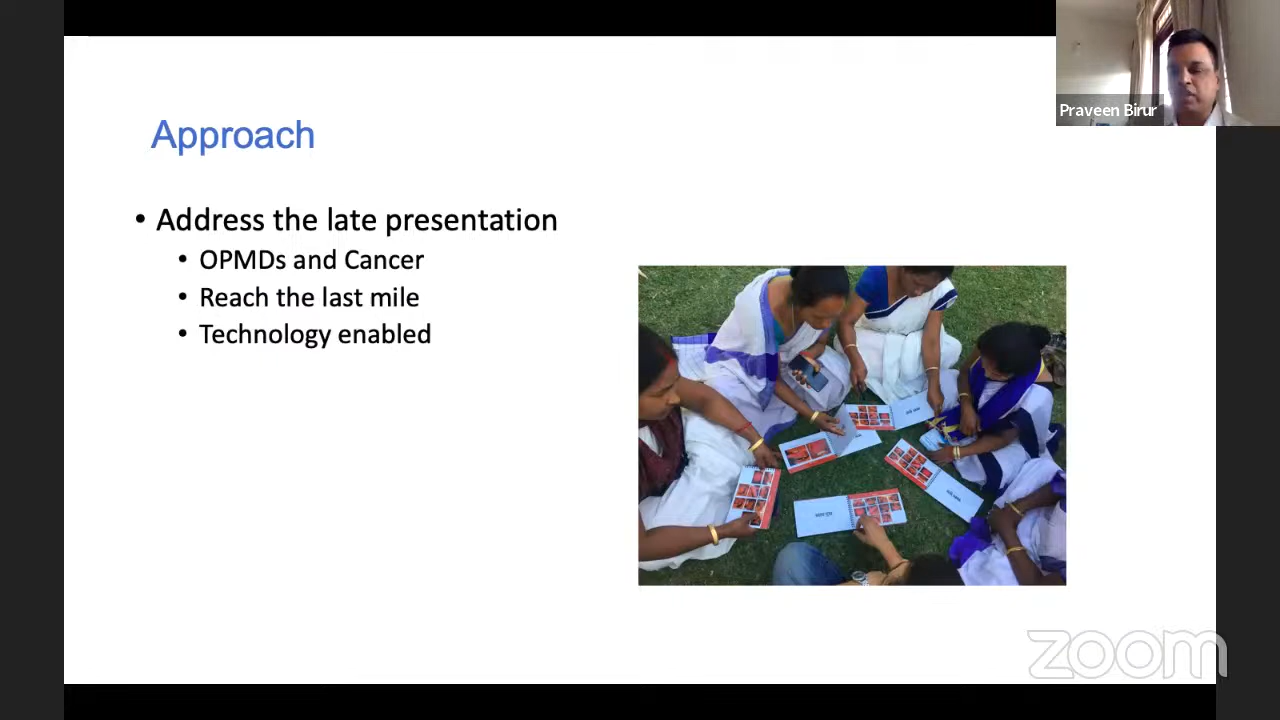 Praveen Birur
Approach
• Address the late presentation
• OPMDs and Cancer
• Reach the last mile
• Technology enabled
zoom